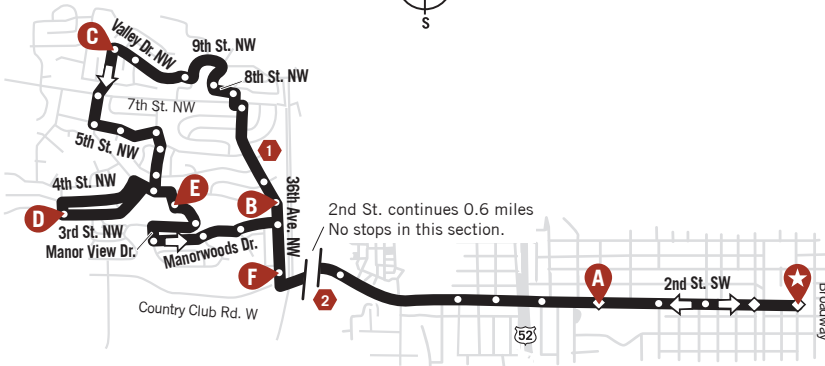 S
C
Valley Dr. NW
9th St. NW
8th St. NW
7th St. NW
5th St. NW
1
4th St. NW
E
36th Ave. NW
B
D
3rd St. NW
Manor View Dr.
Manorwoods Dr.
F
2nd St. continues 0.6 miles
No stops in this section.
2
Country Club Rd. W
A
2nd St. SW
52
Broadway